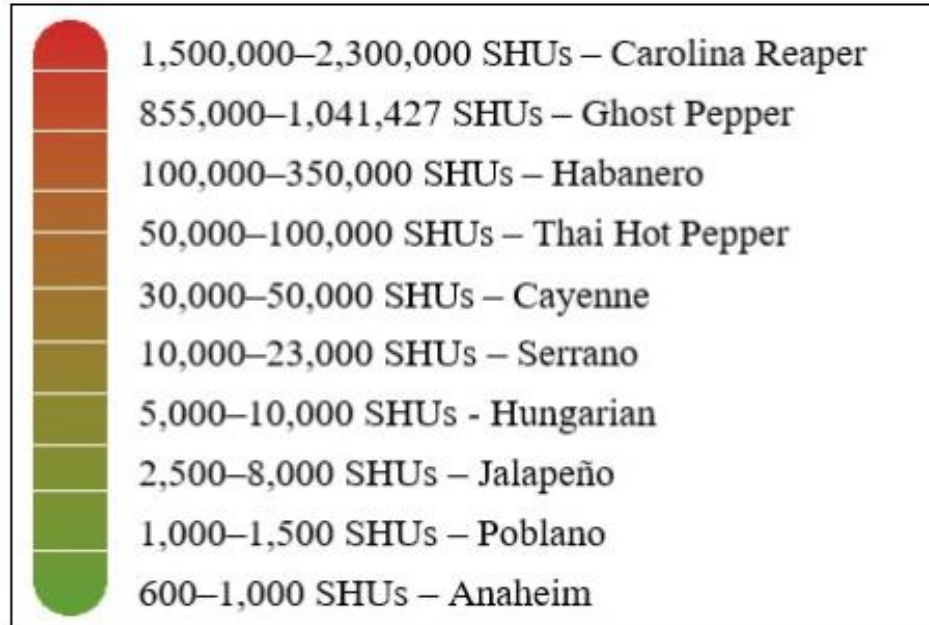 1,500,000–2,300,000 SHUs – Carolina Reaper
855,000–1,041,427 SHUs – Ghost Pepper
100,000–350,000 SHUs – Habanero
50,000–100,000 SHUs – Thai Hot Pepper
30,000–50,000 SHUs – Cayenne
10,000–23,000 SHUs – Serrano
5,000–10,000 SHUs - Hungarian
2,500–8,000 SHUs – Jalapeño
1,000–1,500 SHUs – Poblano
600–1,000 SHUs – Anaheim